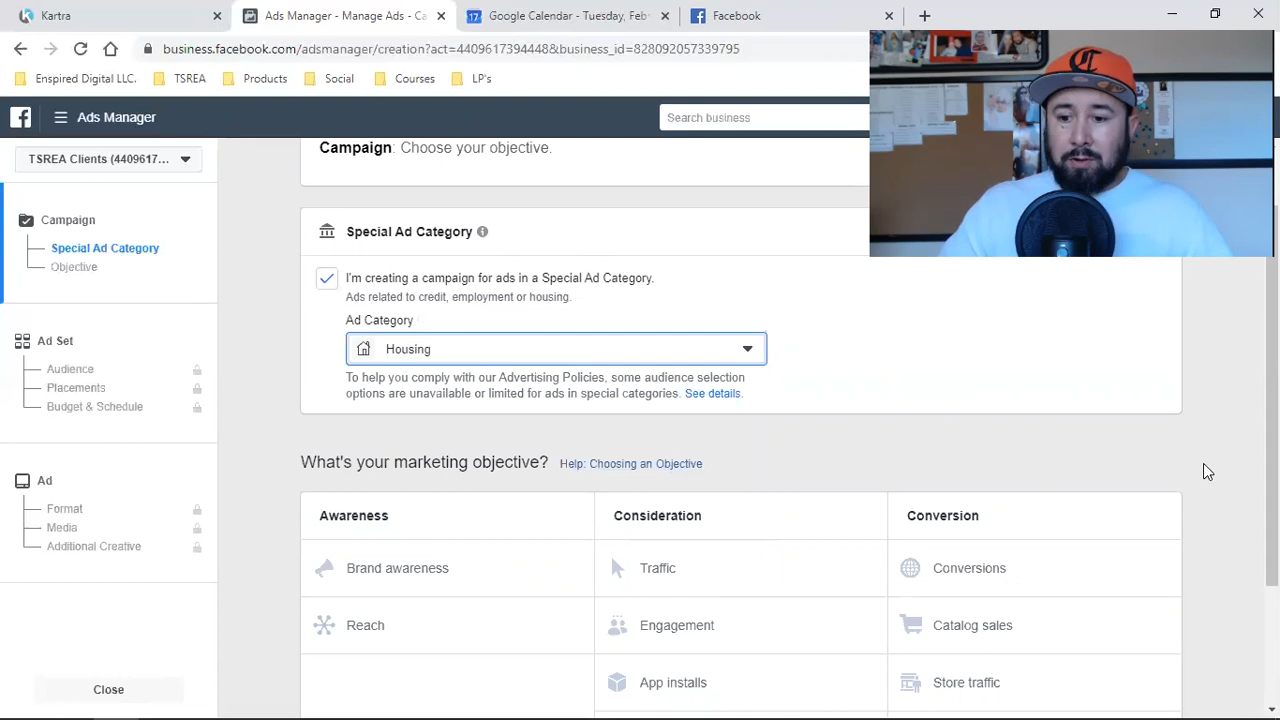 Kartra
Ads Manager - Manage Ads - Ca
Google Calendar - Tuesday, Febru
Facebook
business.facebook.com/adsmanager/creation?act=440961739448&business_id=828092057339795
Enspired Digital LLC.
TSREA
Products
Social
Courses
LP's
Ads Manager
Search business
TSREA Clients (4409617...
Campaign: Choose your objective.
Campaign
Special Ad Category
Objective
Special Ad Category
I'm creating a campaign for ads in a Special Ad Category.
Ads related to credit, employment or housing.
Ad Category
Housing
To help you comply with our Advertising Policies, some audience selection
options are unavailable or limited for ads in special categories. See details.
Ad Set
Audience
Placements
Budget & Schedule
Ad
Format
Media
Additional Creative
Close
What's your marketing objective? Help: Choosing an Objective
Awareness
Consideration
Conversion
Brand awareness
Traffic
Conversions
Reach
Engagement
Catalog sales
App installs
Store traffic